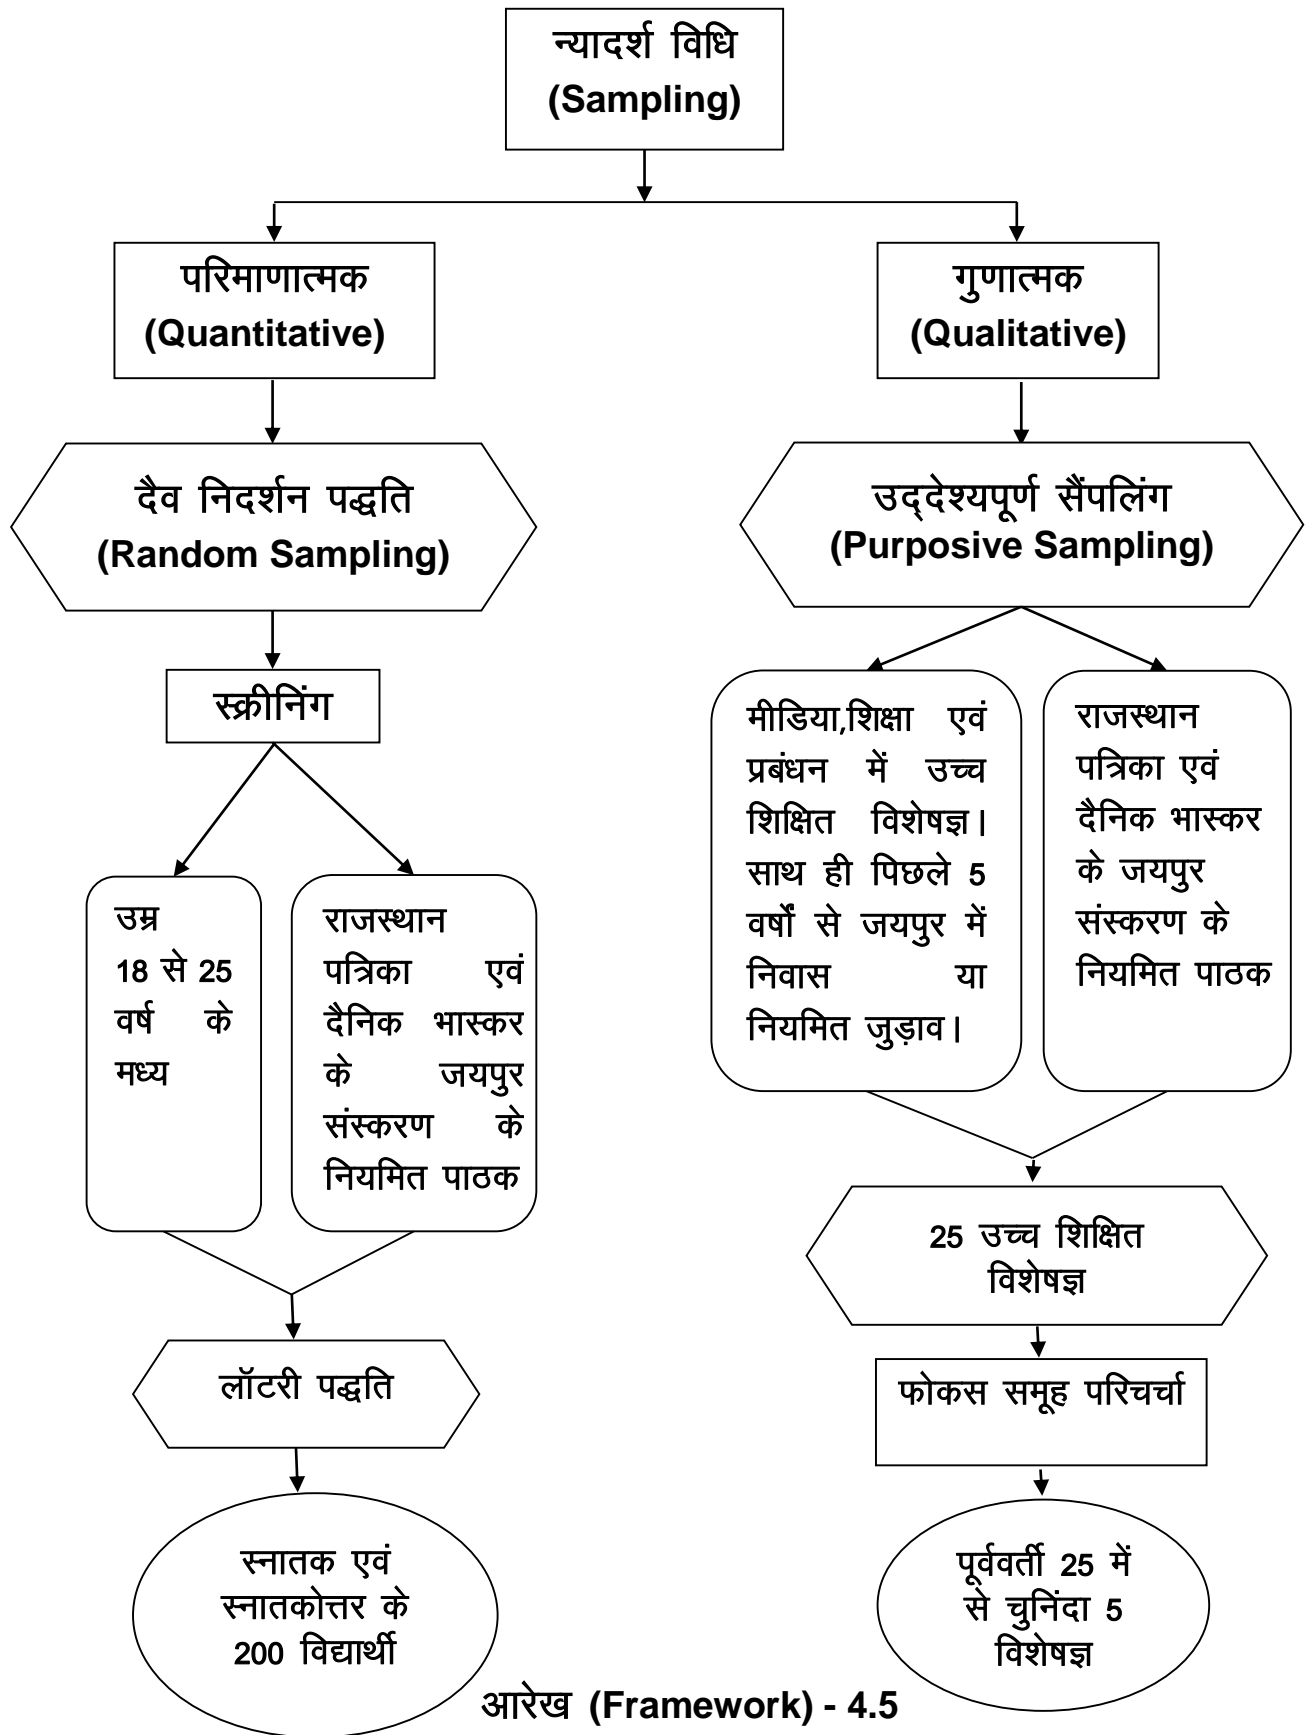 न्यादर्श विधि
(Sampling)
परिमाणात्मक
(Quantitative)
गुणात्मक
(Qualitative)
दैव निदर्शन पद्धति
(Random Sampling)
उद्देश्यपूर्ण सैंपलिंग
(Purposive Sampling)
स्क्रीनिंग
उम्र
18 से 25
वर्ष के
मध्य
राजस्थान
पत्रिका एवं
दैनिक भास्कर
के जयपुर
संस्करण के
नियमित पाठक
मीडिया,शिक्षा एवं
प्रबंधन में उच्च
शिक्षित विशेषज्ञ।
साथ ही पिछले 5
वर्षों से जयपुर में
निवास या
नियमित जुड़ाव।
राजस्थान
पत्रिका एवं
दैनिक भास्कर
के जयपुर
संस्करण के
नियमित पाठक
लॉटरी पद्धति
स्नातक एवं
स्नातकोत्तर के
200 विद्यार्थी
25 उच्च शिक्षित
विशेषज्ञ
फोकस समूह परिचर्चा
पूर्ववर्ती 25 में
से चुनिंदा 5
विशेषज्ञ
आरेख (Framework) - 4.5